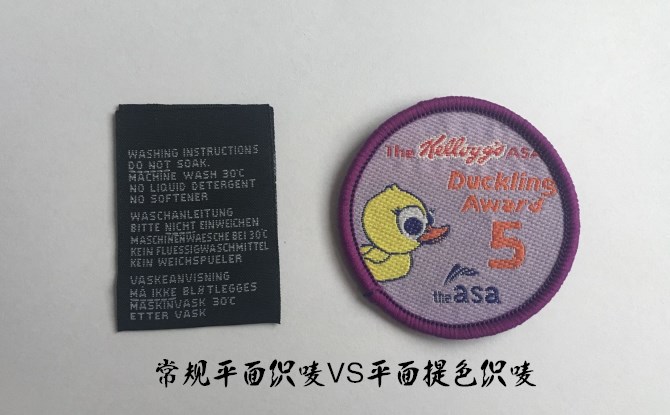 WASHING INSTRUCTIONS
DO NOT SOAK.
MACHINE WASH 30°C
NO LIQUID DETERGENT
NO SOFTENER
WASCHANLEITUNG
BITTE NICHT EINWEICHEN
MASCHINENWAESCHE BEI 30°C
KEIN FLUESSIGWASCHMITTEL
KEIN WEICHSPUELER
VASKEANVISNING
MÅ IKKE BLØTLEGGES
MASKINVASK 30°C
ETTER VASK
The Kellogg's ASA
Duckling
Award
5
the asa
常规平面织唛VS平面提色织唛